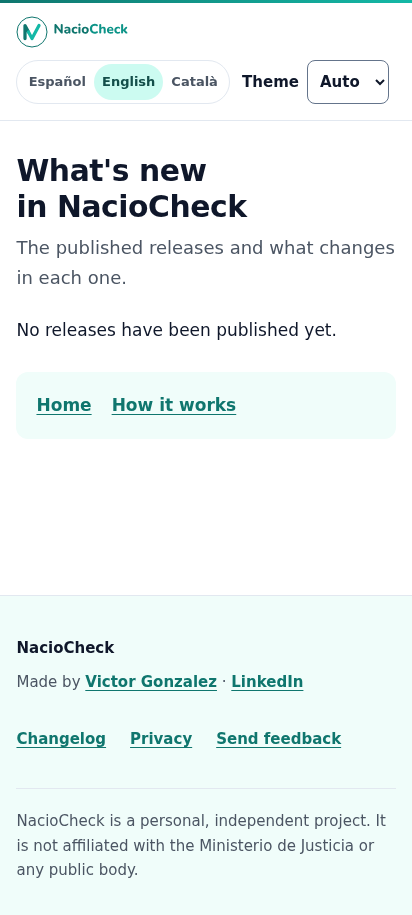 NacioCheck
Español English Català Theme Auto
What's new
in NacioCheck
The published releases and what changes
in each one.
No releases have been published yet.
Home How it works
NacioCheck
Made by Victor Gonzalez · LinkedIn
Changelog Privacy Send feedback
NacioCheck is a personal, independent project. It
is not affiliated with the Ministerio de Justicia or
any public body.